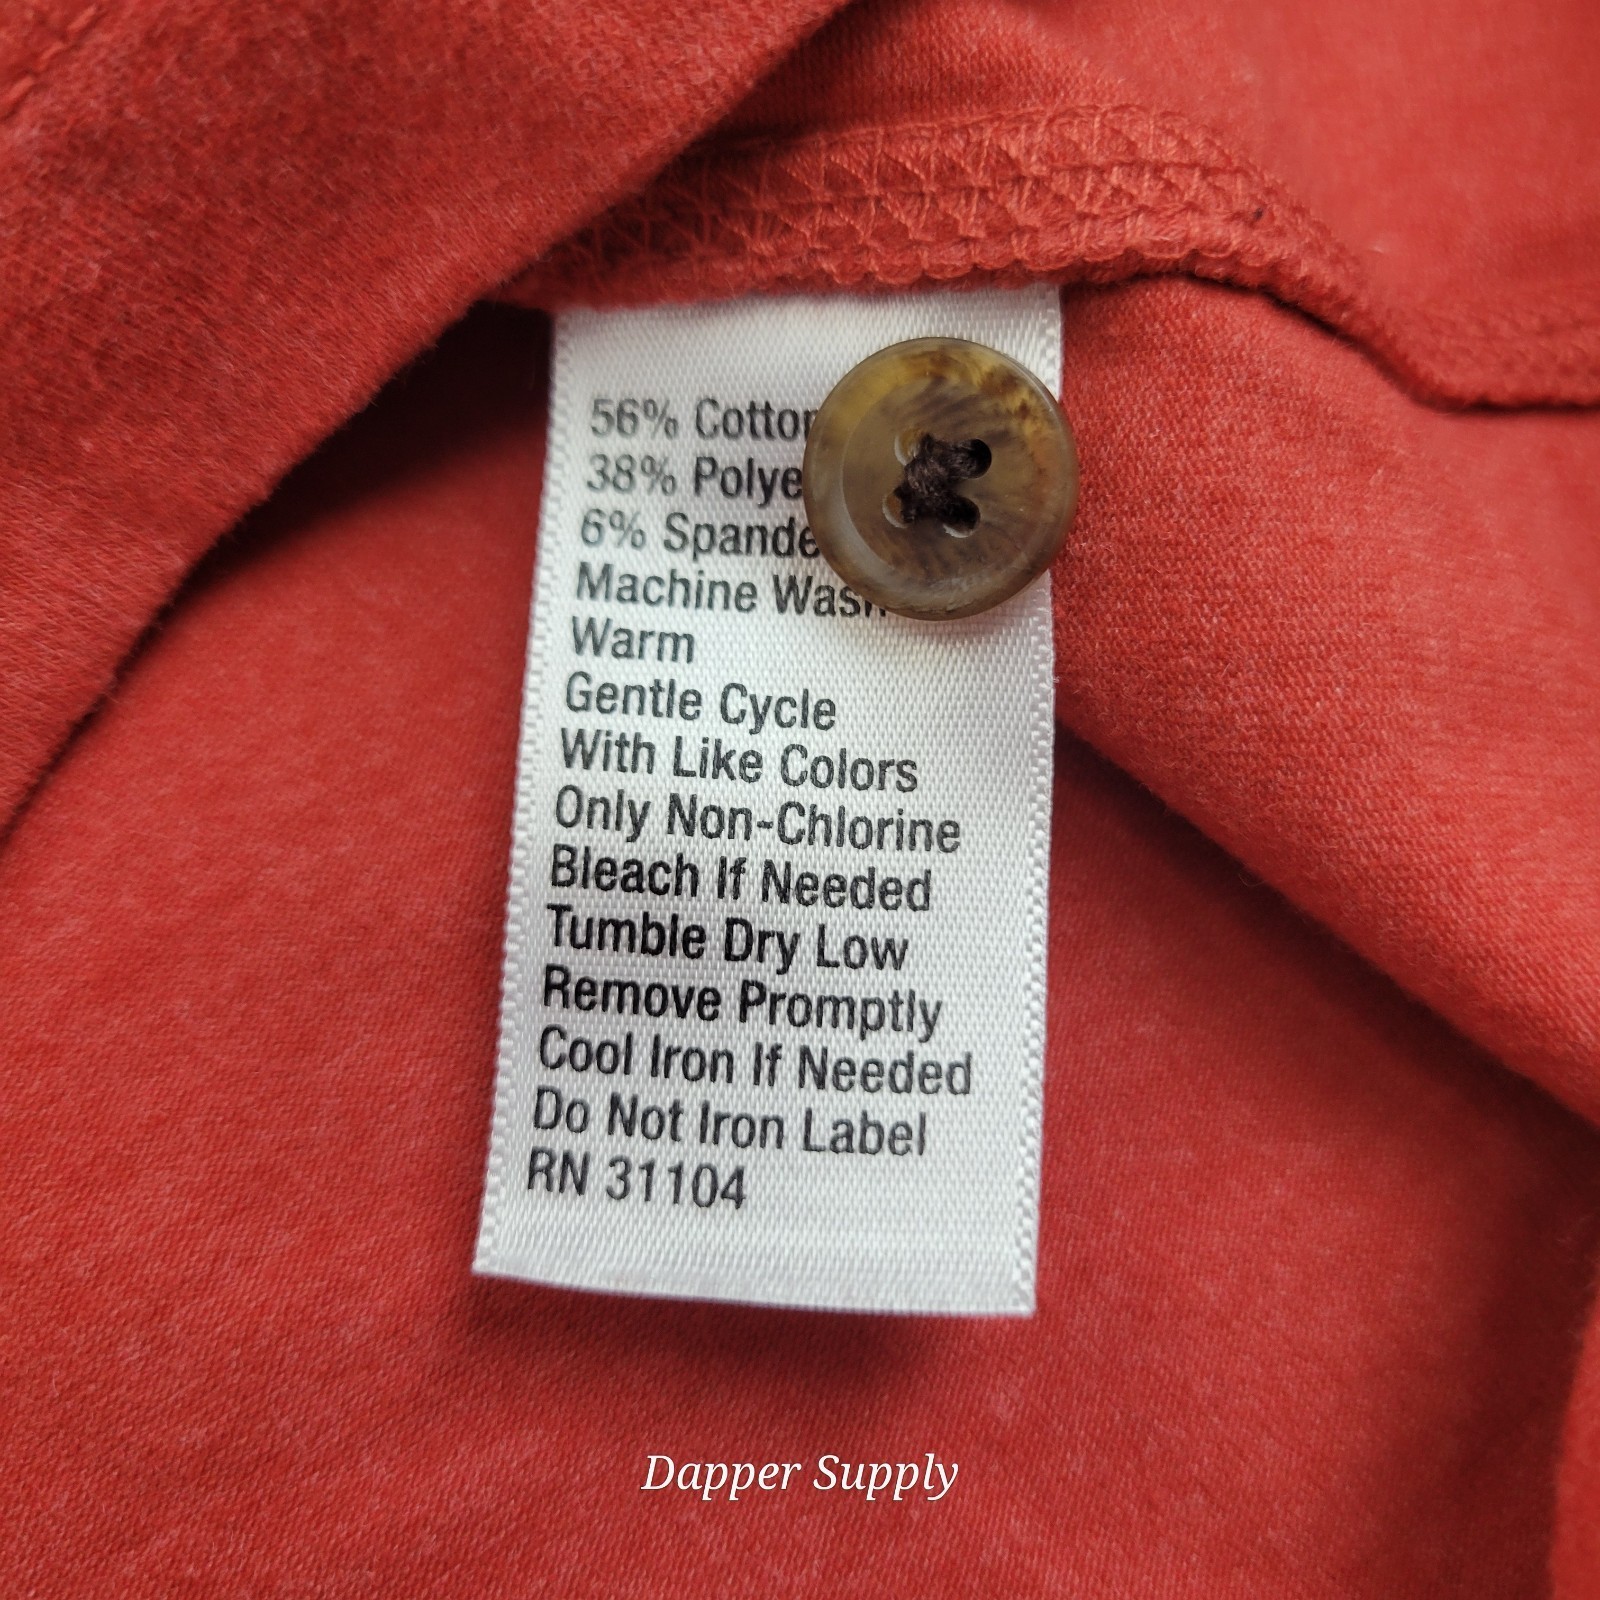 56% Cotton
38% Polye
6% Spande
Machine Wash
Warm
Gentle Cycle
With Like Colors
Only Non-Chlorine
Bleach If Needed
Tumble Dry Low
Remove Promptly
Cool Iron If Needed
Do Not Iron Label
RN 31104
Dapper Supply